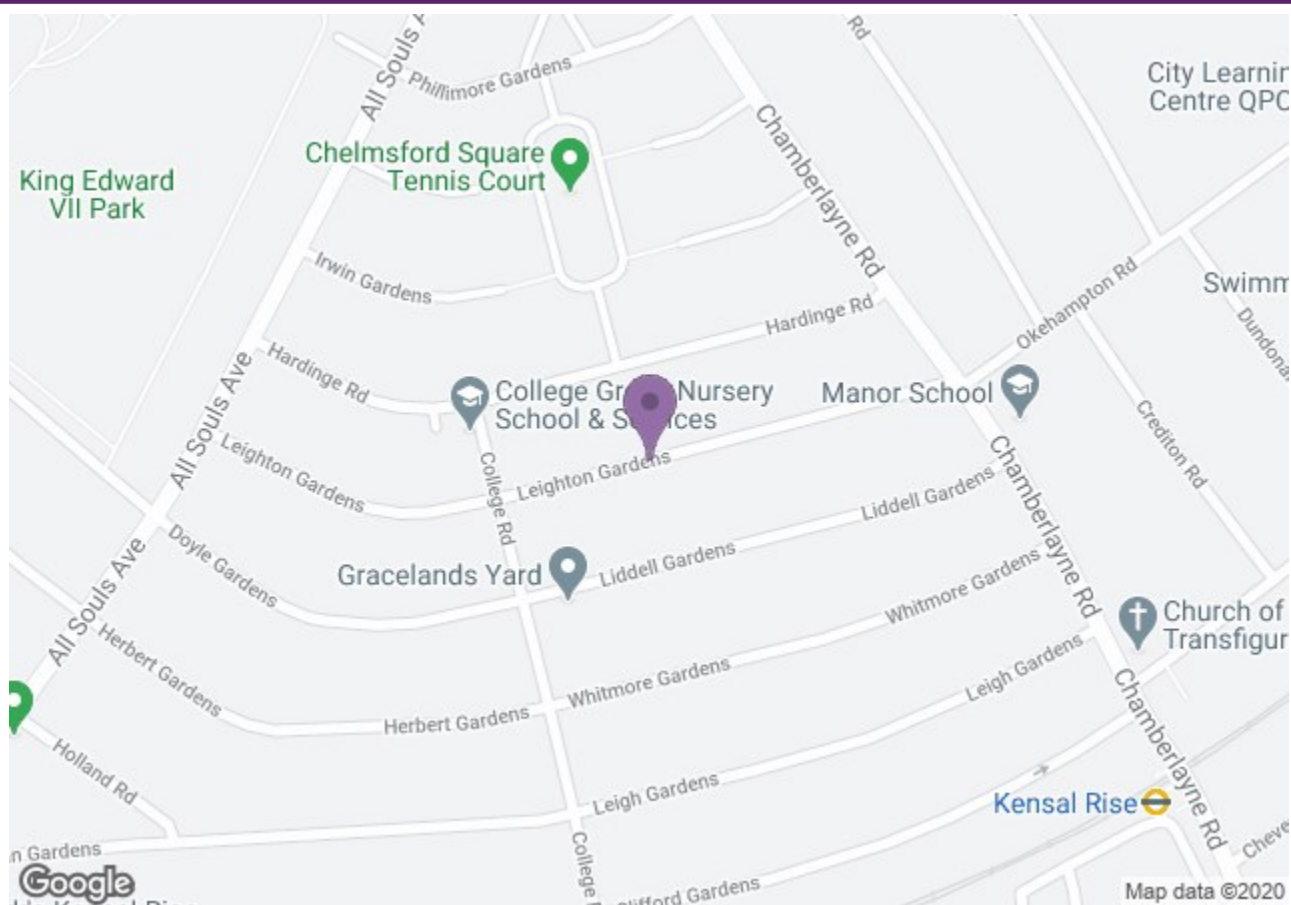 All Souls A
Phillimore Gardens
Rd
City Learnin
Centre QPC
Chamberlayne Rd
Chelmsford Square
Tennis Court
King Edward
VII Park
Irwin Gardens
Okehampton Rd
Swimm
Hardinge Rd
Dundonal
Hardinge Rd
All Souls Ave
College Gr Nursery
School & S ices
Manor School
Crediton Rd
Leighton Gardens
Leighton Gardens
College Rd
Liddell Gardens
Chamberlayne Rd
Doyle Gardens
Gracelands Yard
Liddell Gardens
Whitmore Gardens
All Souls Ave
Church of
Transfigur
Herbert Gardens
Whitmore Gardens
Leigh Gardens
Herbert Gardens
Chamberlayne Rd
Holland Rd
Leigh Gardens
Kensal Rise
n Gardens
College
Cheve
Clifford Gardens
Google
Map data ©2020